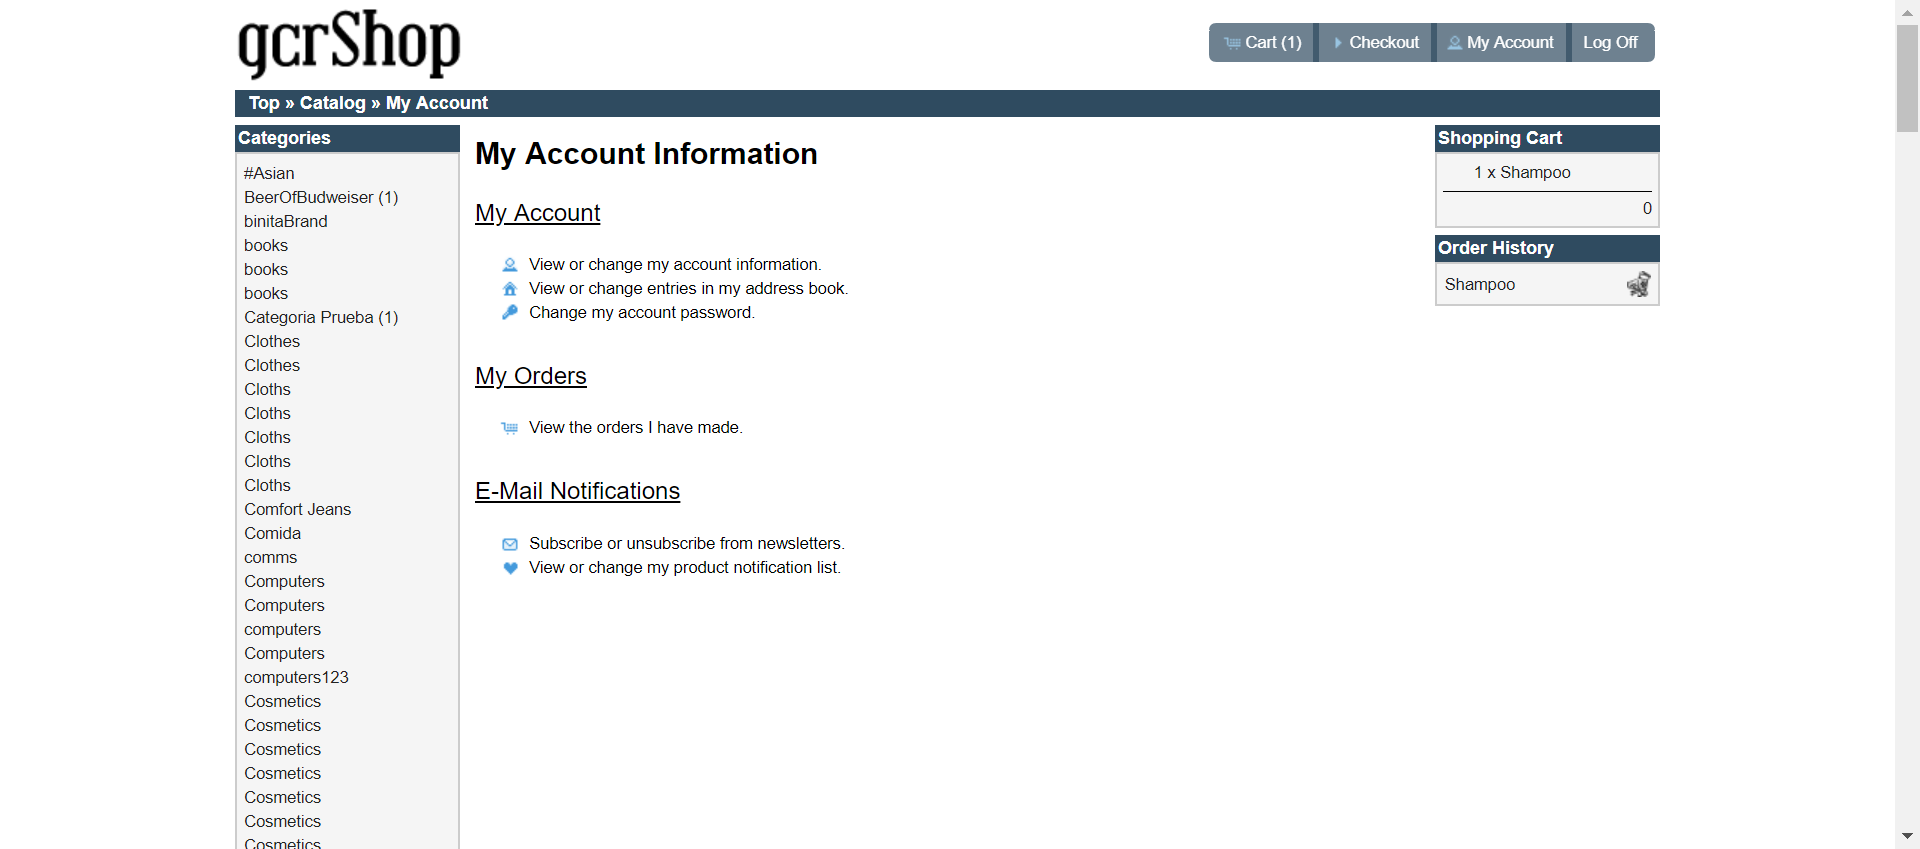 gcrShop
Cart (1)
Checkout
My Account
Log Off
Top » Catalog » My Account
Categories
#Asian
BeerOfBudweiser (1)
binitaBrand
books
books
books
Categoria Prueba (1)
Clothes
Clothes
Cloths
Cloths
Cloths
Cloths
Cloths
Comfort Jeans
Comida
comms
Computers
Computers
computers
Computers
computers123
Cosmetics
Cosmetics
Cosmetics
Cosmetics
Cosmetics
Cosmetics
Cosmetics
My Account Information
My Account
View or change my account information.
View or change entries in my address book.
Change my account password.
My Orders
View the orders I have made.
E-Mail Notifications
Subscribe or unsubscribe from newsletters.
View or change my product notification list.
Shopping Cart
1 x Shampoo
0
Order History
Shampoo